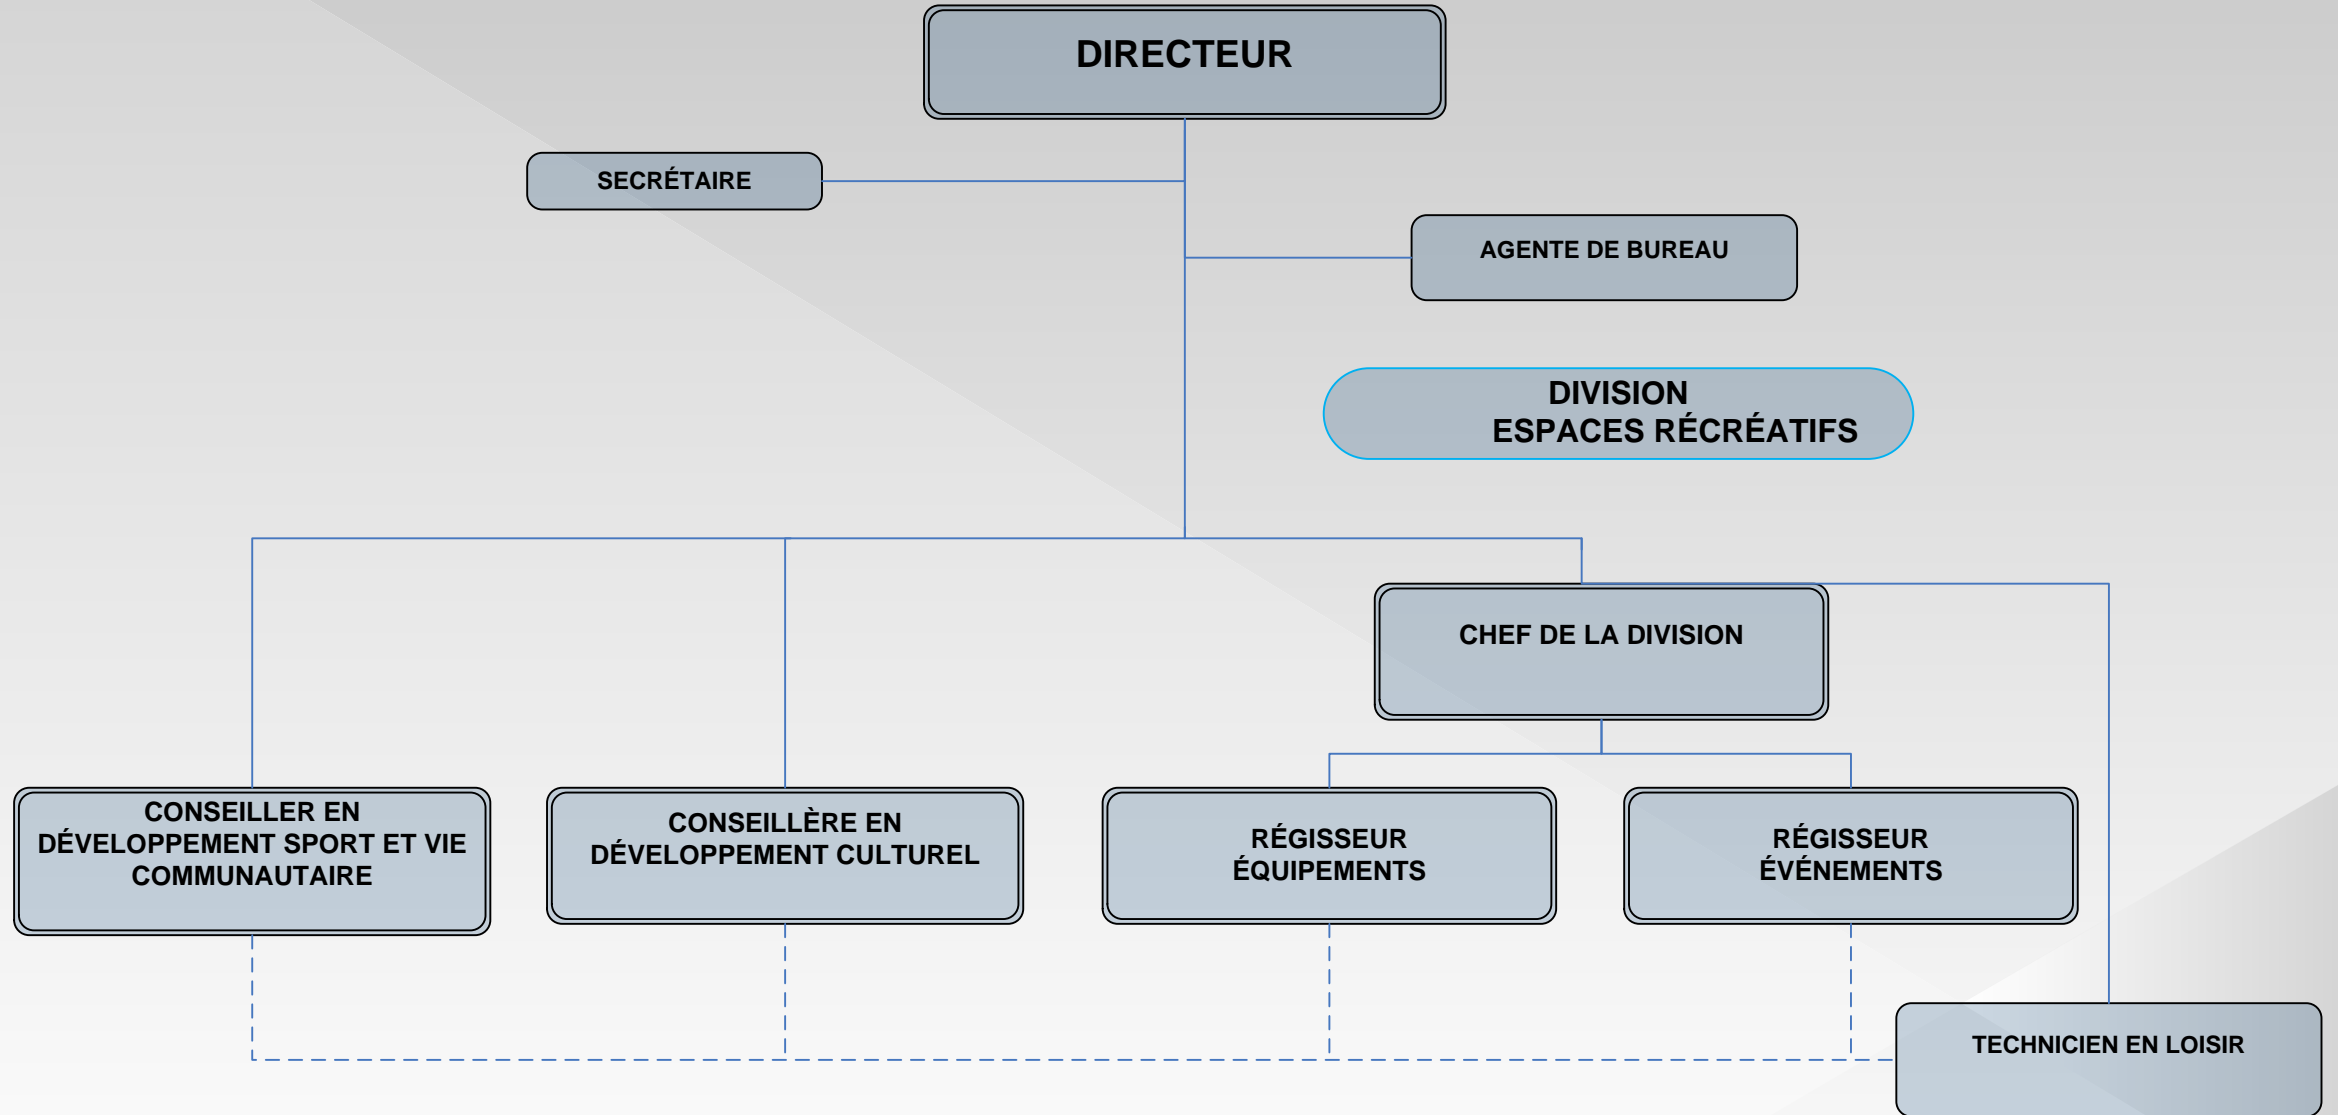 DIRECTEUR
SECRÉTAIRE
AGENTE DE BUREAU
DIVISION
ESPACES RÉCRÉATIFS
CHEF DE LA DIVISION
CONSEILLER EN
DÉVELOPPEMENT SPORT ET VIE
COMMUNAUTAIRE
CONSEILLÈRE EN
DÉVELOPPEMENT CULTUREL
RÉGISSEUR
ÉQUIPEMENTS
RÉGISSEUR
ÉVÉNEMENTS
TECHNICIEN EN LOISIR